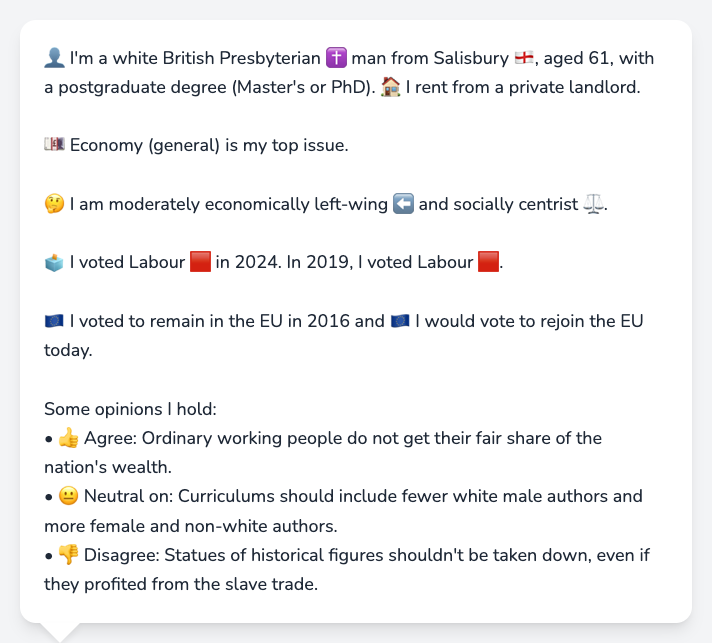 👤 I'm a white British Presbyterian ✝️ man from Salisbury 🏴󠁧󠁢󠁥󠁮󠁧󠁿, aged 61, with
a postgraduate degree (Master's or PhD). 🏠 I rent from a private landlord.
💷 Economy (general) is my top issue.
🤔 I am moderately economically left-wing ⬅️ and socially centrist ⚖️.
🗳️ I voted Labour 🟥 in 2024. In 2019, I voted Labour 🟥.
🇪🇺 I voted to remain in the EU in 2016 and 🇪🇺 I would vote to rejoin the EU
today.
Some opinions I hold:
• 👍 Agree: Ordinary working people do not get their fair share of the
nation's wealth.
• 😐 Neutral on: Curriculums should include fewer white male authors and
more female and non-white authors.
• 👎 Disagree: Statues of historical figures shouldn't be taken down, even if
they profited from the slave trade.